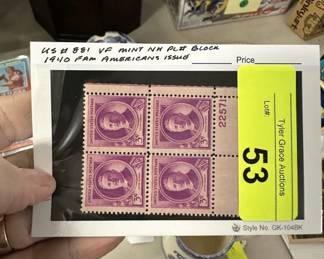 US # 881 VF MINT NH PL# BLOCK
1940 FAM AMERICANS ISSUE
Price
22571
Lot#:
53
Tyler Grace Auctions
Style No. GK-104BK